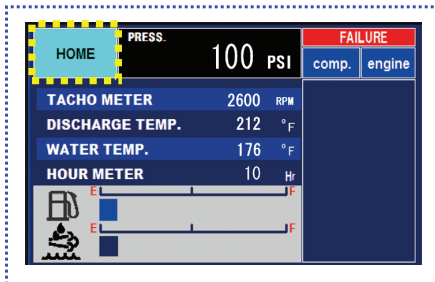 HOME
PRESS.
100 PSI
FAILURE
comp. engine
TACHO METER 2600 RPM
DISCHARGE TEMP. 212 °F
WATER TEMP. 176 °F
HOUR METER 10 Hr
E F
E F